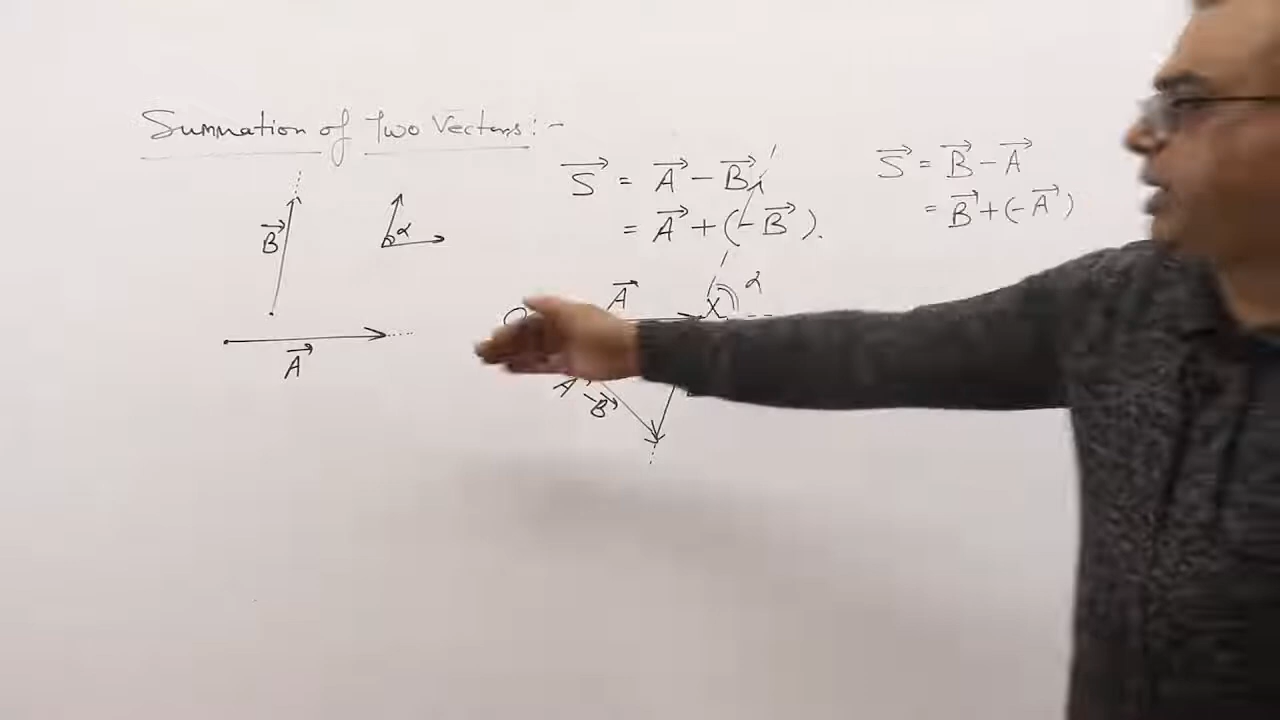 Summation of Two Vectors:-
S⃗ = A⃗ - B⃗
= A⃗ + (-B⃗).
S⃗ = B⃗ - A⃗
= B⃗ + (-A⃗)
B⃗
α
A⃗
O
A⃗
X
α
A⃗
-B⃗